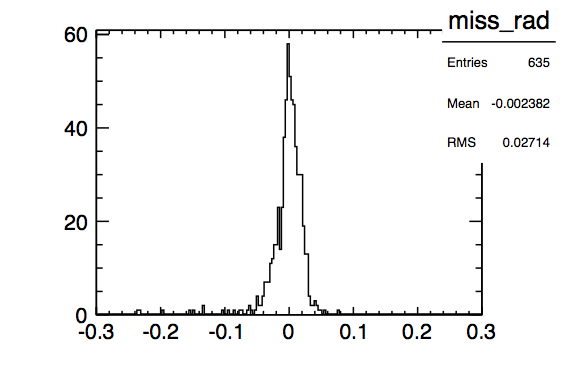 miss_rad
Entries 635
Mean -0.002382
RMS 0.02714
60
40
20
0
-0.3 -0.2 -0.1 0 0.1 0.2 0.3